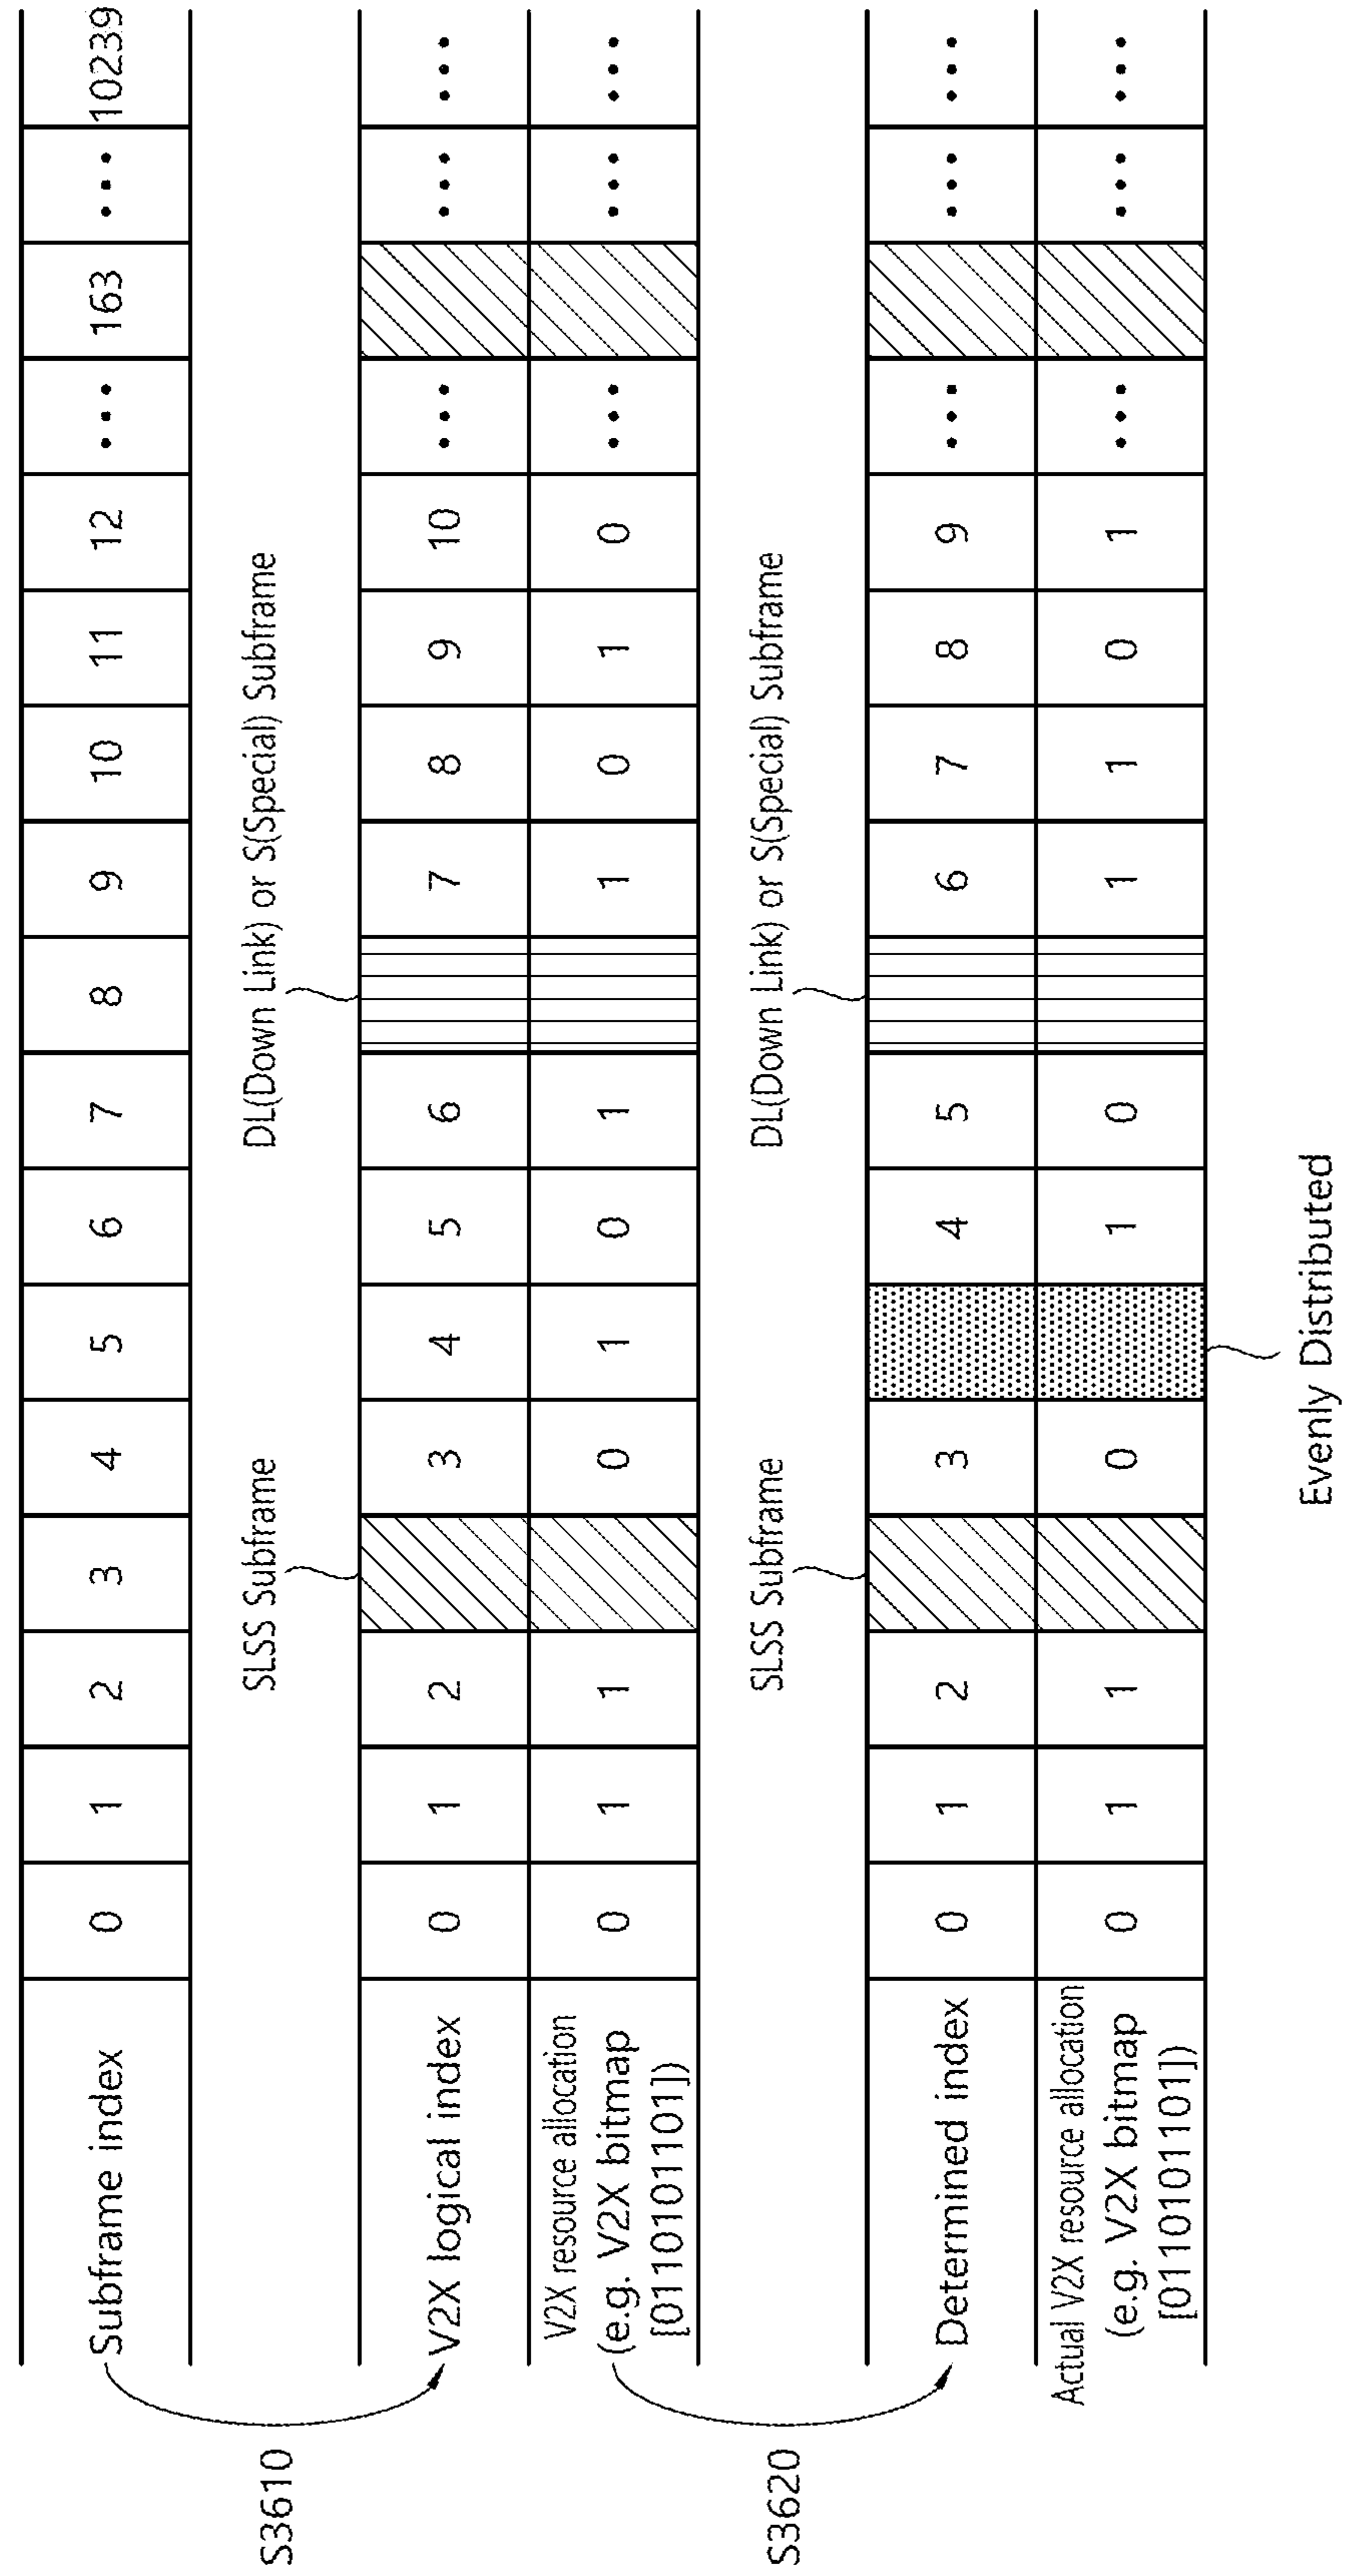 Subframe index 0 1 2 3 4 5 6 7 8 9 10 11 12 ••• 163 ••• 10239
S3610
SLSS Subframe
DL(Down Link) or S(Special) Subframe
V2X logical index 0 1 2 3 4 5 6 7 8 9 10 ••• ••• •••
V2X resource allocation
(e.g. V2X bitmap
[0110101101])
0 1 1 0 1 0 1 1 0 1 0 ••• ••• •••
S3620
SLSS Subframe
DL(Down Link) or S(Special) Subframe
Determined index 0 1 2 3 4 5 6 7 8 9 ••• ••• •••
Actual V2X resource allocation
(e.g. V2X bitmap
[0110101101])
0 1 1 0 1 0 1 1 0 1 ••• ••• •••
Evenly Distributed